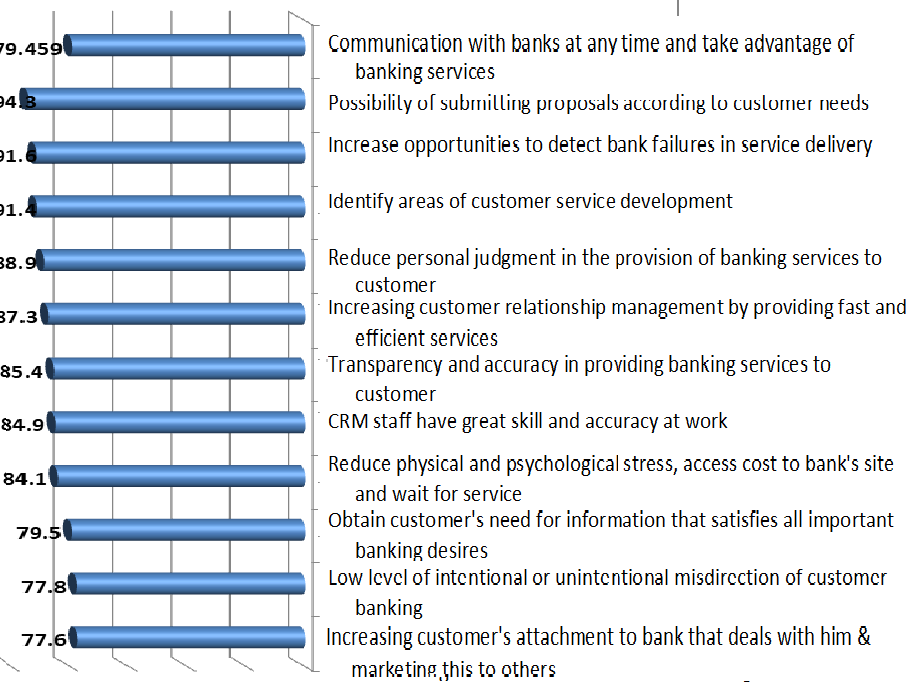 79.459 Communication with banks at any time and take advantage of
banking services
94.3 Possibility of submitting proposals according to customer needs
91.6 Increase opportunities to detect bank failures in service delivery
91.4 Identify areas of customer service development
88.9 Reduce personal judgment in the provision of banking services to
customer
87.3 Increasing customer relationship management by providing fast and
efficient services
85.4 Transparency and accuracy in providing banking services to
customer
84.9 CRM staff have great skill and accuracy at work
84.1 Reduce physical and psychological stress, access cost to bank's site
and wait for service
79.5 Obtain customer's need for information that satisfies all important
banking desires
77.8 Low level of intentional or unintentional misdirection of customer
banking
77.6 Increasing customer's attachment to bank that deals with him &
marketing this to others